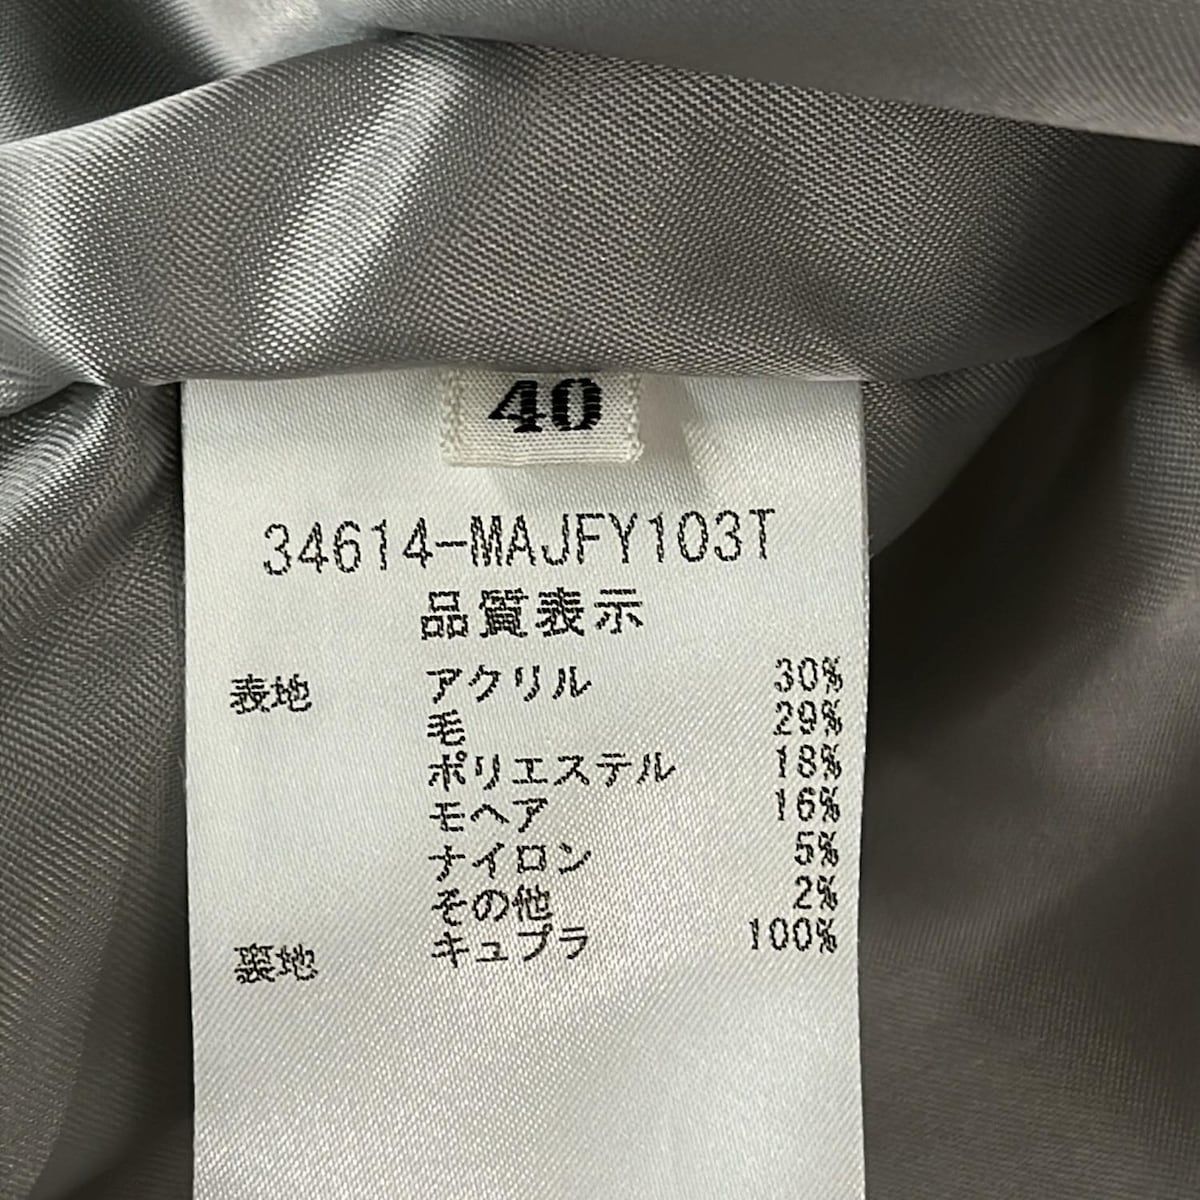 40
34614-MAJFY103T
品質表示
表地 アクリル 30%
毛 29%
ポリエステル 18%
モヘア 16%
ナイロン 5%
その他 2%
裏地 キュプラ 100%